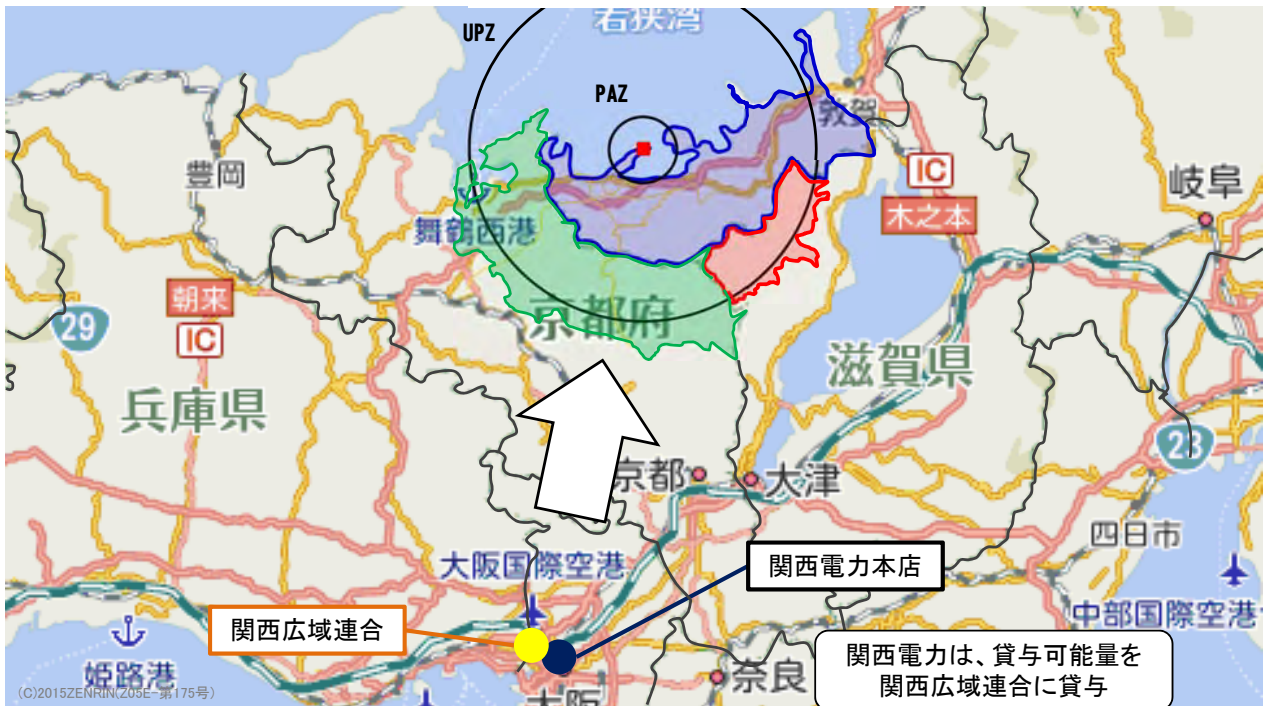 若狭湾
UPZ
PAZ
敦賀
豊岡
IC
木之本
岐阜
舞鶴西港
朝来
IC
29
京都府
滋賀県
兵庫県
23
京都
大津
四日市
大阪国際空港
関西電力本店
中部国際空港
関西広域連合
姫路港
大阪
奈良
関西電力は、貸与可能量を
関西広域連合に貸与
(C)2015ZENRIN(Z05E-第175号)